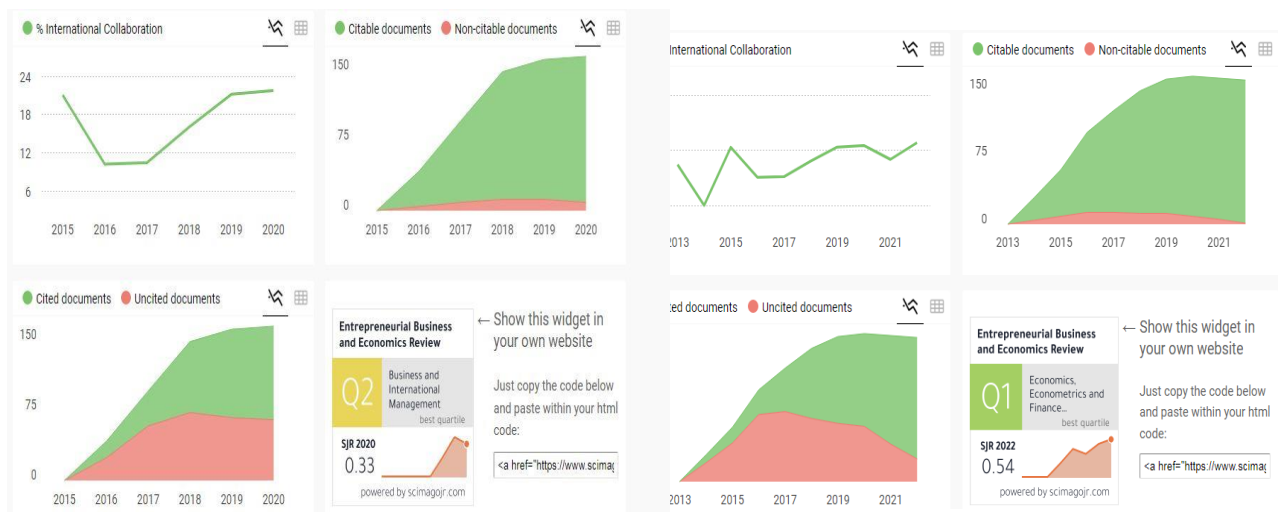 % International Collaboration
24
18
12
6
2015 2016 2017 2018 2019 2020
Citable documents Non-citable documents
150
75
0
2015 2016 2017 2018 2019 2020
International Collaboration
2013 2015 2017 2019 2021
Citable documents Non-citable documents
150
75
0
2013 2015 2017 2019 2021
Cited documents Uncited documents
150
75
0
2015 2016 2017 2018 2019 2020
Entrepreneurial Business
and Economics Review
Q2
Business and
International
Management
best quartile
SJR 2020
0.33
powered by scimagojr.com
← Show this widget in
your own website
Just copy the code below
and paste within your html
code:
<a href="https://www.scimag
ted documents Uncited documents
2013 2015 2017 2019 2021
Entrepreneurial Business
and Economics Review
Q1
Economics,
Econometrics and
Finance...
best quartile
SJR 2022
0.54
powered by scimagojr.com
← Show this widget in
your own website
Just copy the code below
and paste within your html
code:
<a href="https://www.scimag